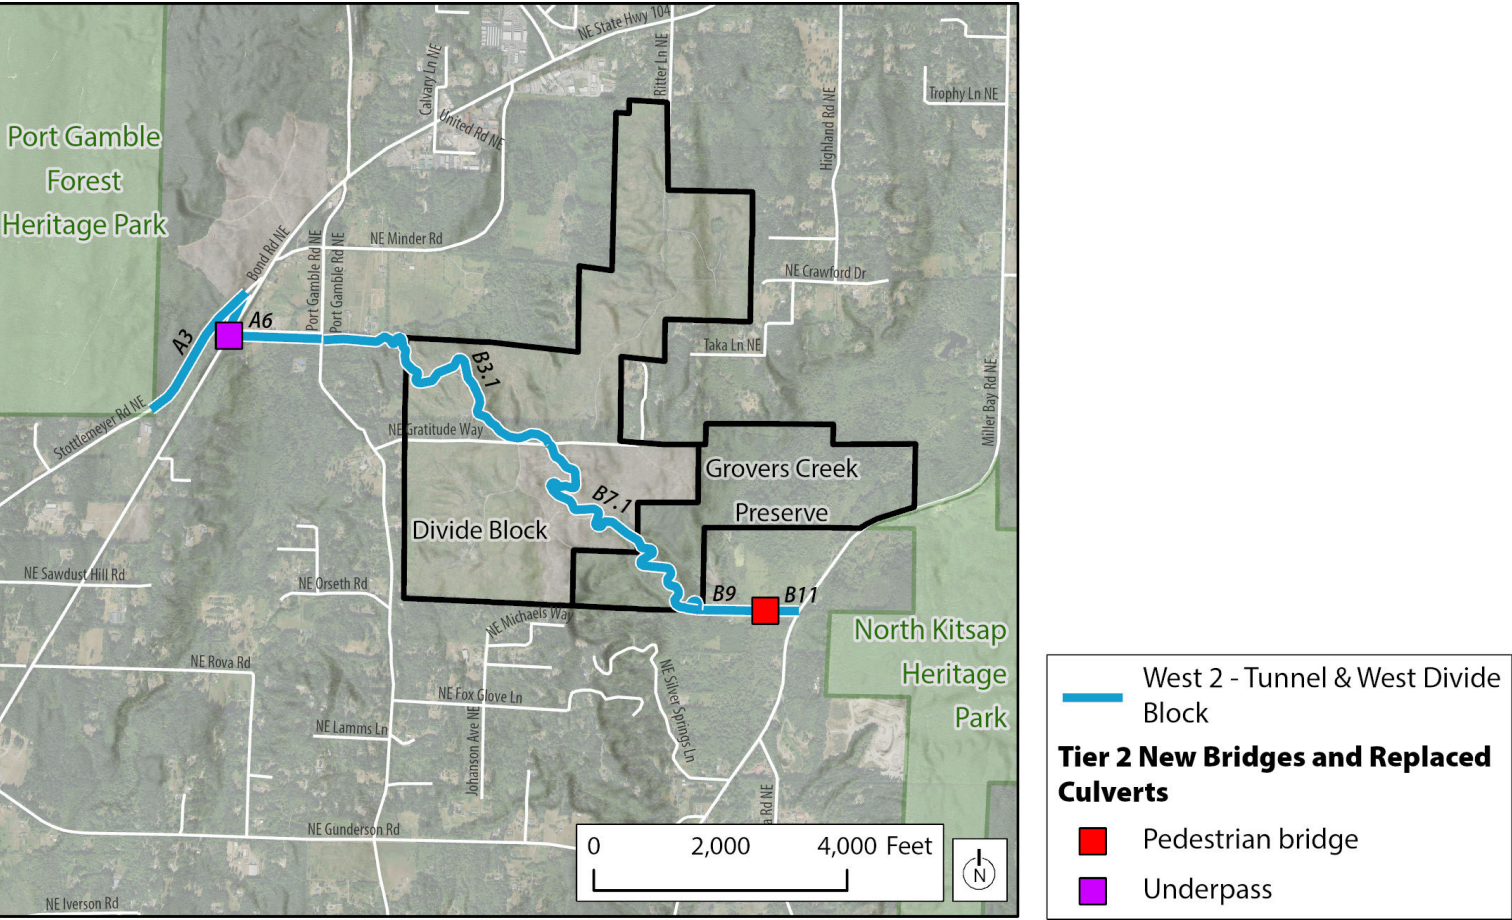 NE State Hwy 104
Ritter Ln NE
Calvary Ln NE
United Rd NE
Highland Rd NE
Trophy Ln NE
Port Gamble
Forest
Heritage Park
Bond Rd NE
NE Minder Rd
Port Gamble Rd NE
Port Gamble Rd NE
NE Crawford Dr
A3
A6
Taka Ln NE
B3.1
Miller Bay Rd NE
Stottlemeyer Rd NE
NE Gratitude Way
Grovers Creek
Preserve
B7.1
Divide Block
NE Sawdust Hill Rd
NE Orseth Rd
B9
B11
NE Michaels Way
North Kitsap
Heritage
Park
NE Rova Rd
NE Silver Springs Ln
NE Fox Glove Ln
NE Lamms Ln
Johanson Ave NE
a Rd NE
NE Gunderson Rd
NE Iverson Rd
0 2,000 4,000 Feet
N
West 2 - Tunnel & West Divide
Block
Tier 2 New Bridges and Replaced
Culverts
Pedestrian bridge
Underpass